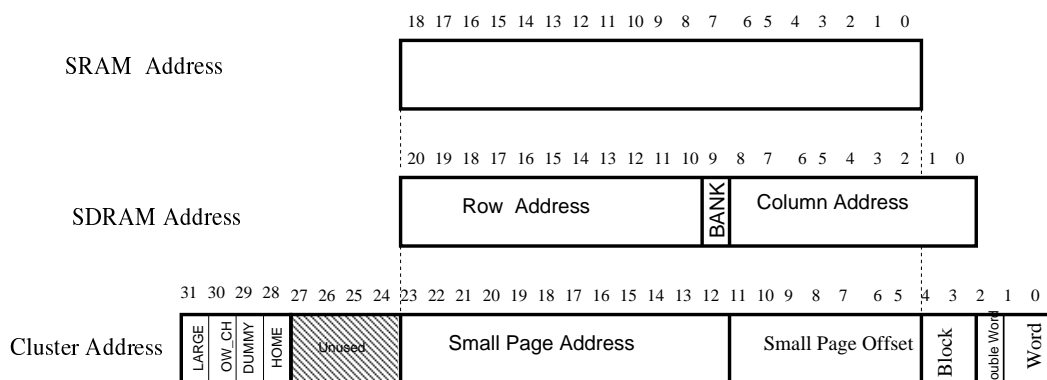 18 17 16 15 14 13 12 11 10 9 8 7 6 5 4 3 2 1 0
SRAM Address
20 19 18 17 16 15 14 13 12 11 10 9 8 7 6 5 4 3 2 1 0
SDRAM Address
Row Address
BANK
Column Address
31 30 29 28 27 26 25 24 23 22 21 20 19 18 17 16 15 14 13 12 11 10 9 8 7 6 5 4 3 2 1 0
Cluster Address
LARGE
OW_CH
DUMMY
HOME
Unused
Small Page Address
Small Page Offset
Block
ouble Word
Word